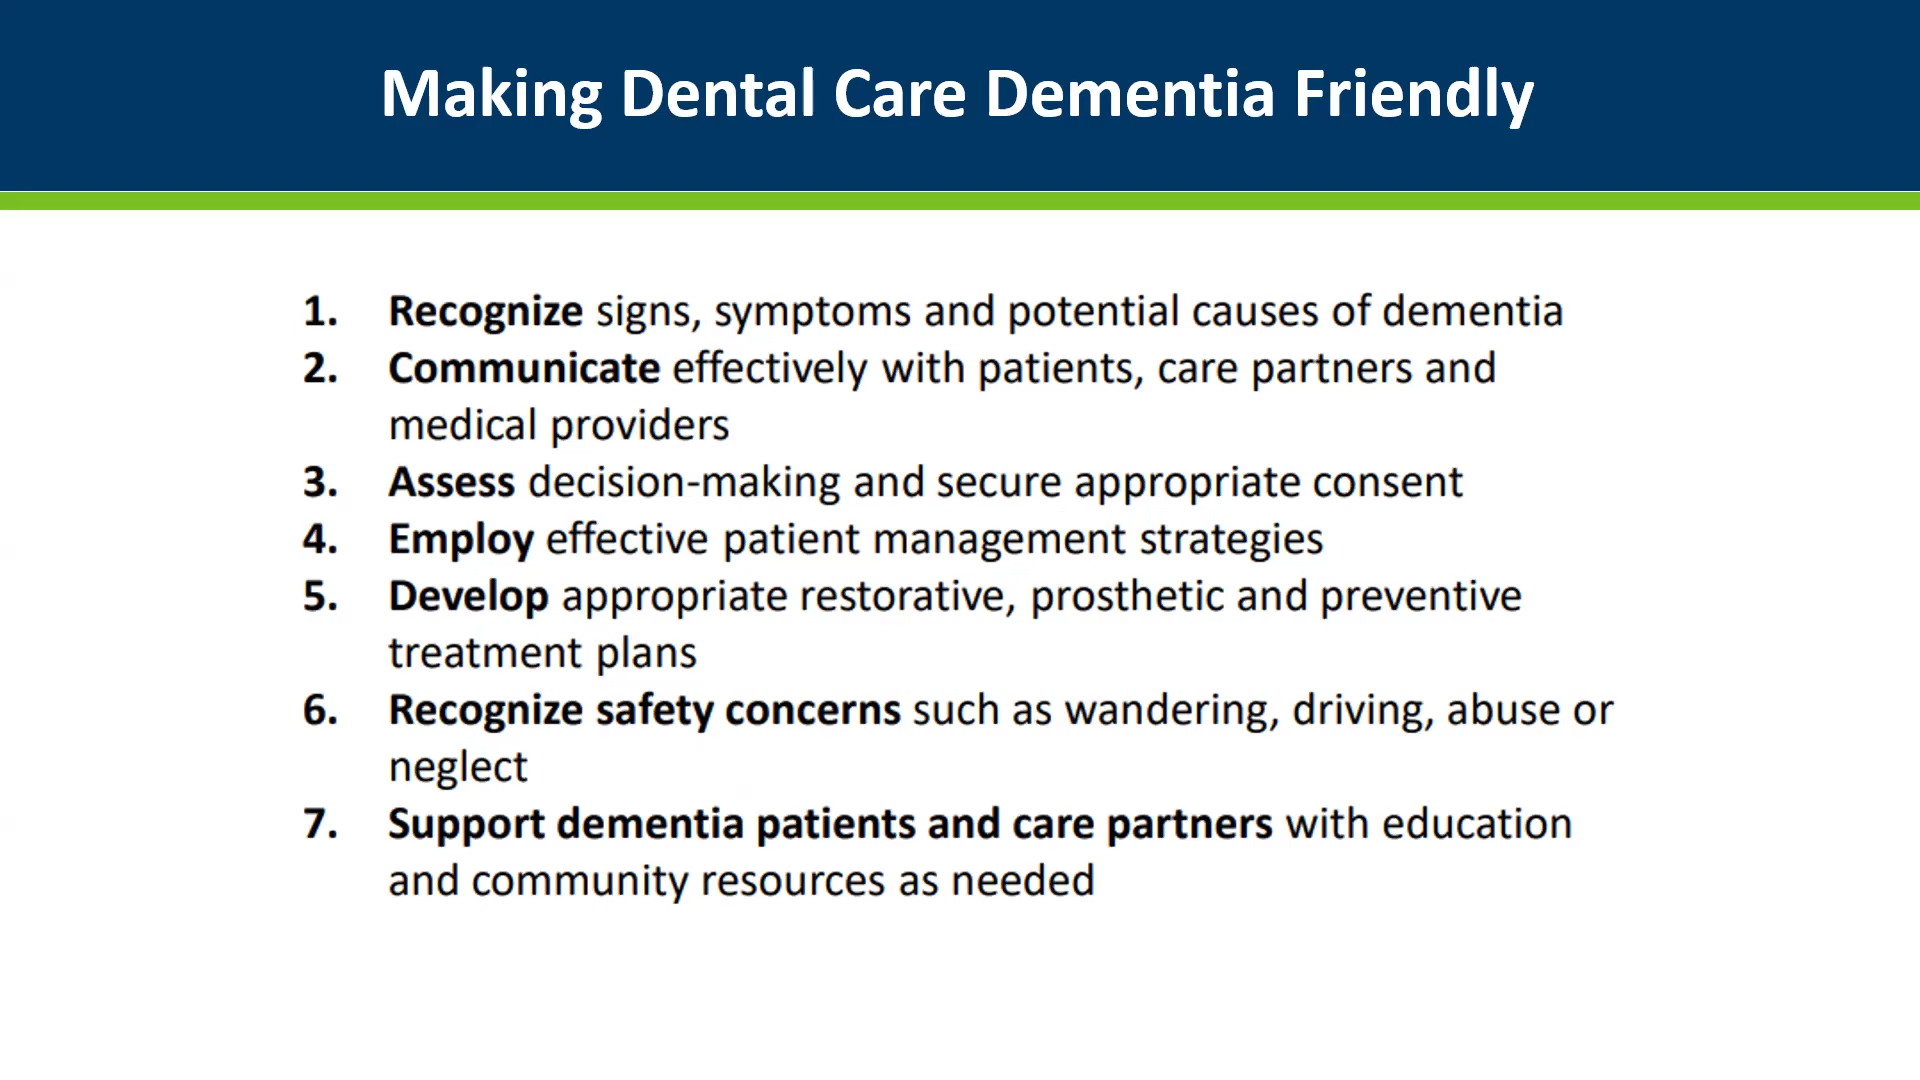 Making Dental Care Dementia Friendly
1. Recognize signs, symptoms and potential causes of dementia
2. Communicate effectively with patients, care partners and
medical providers
3. Assess decision-making and secure appropriate consent
4. Employ effective patient management strategies
5. Develop appropriate restorative, prosthetic and preventive
treatment plans
6. Recognize safety concerns such as wandering, driving, abuse or
neglect
7. Support dementia patients and care partners with education
and community resources as needed